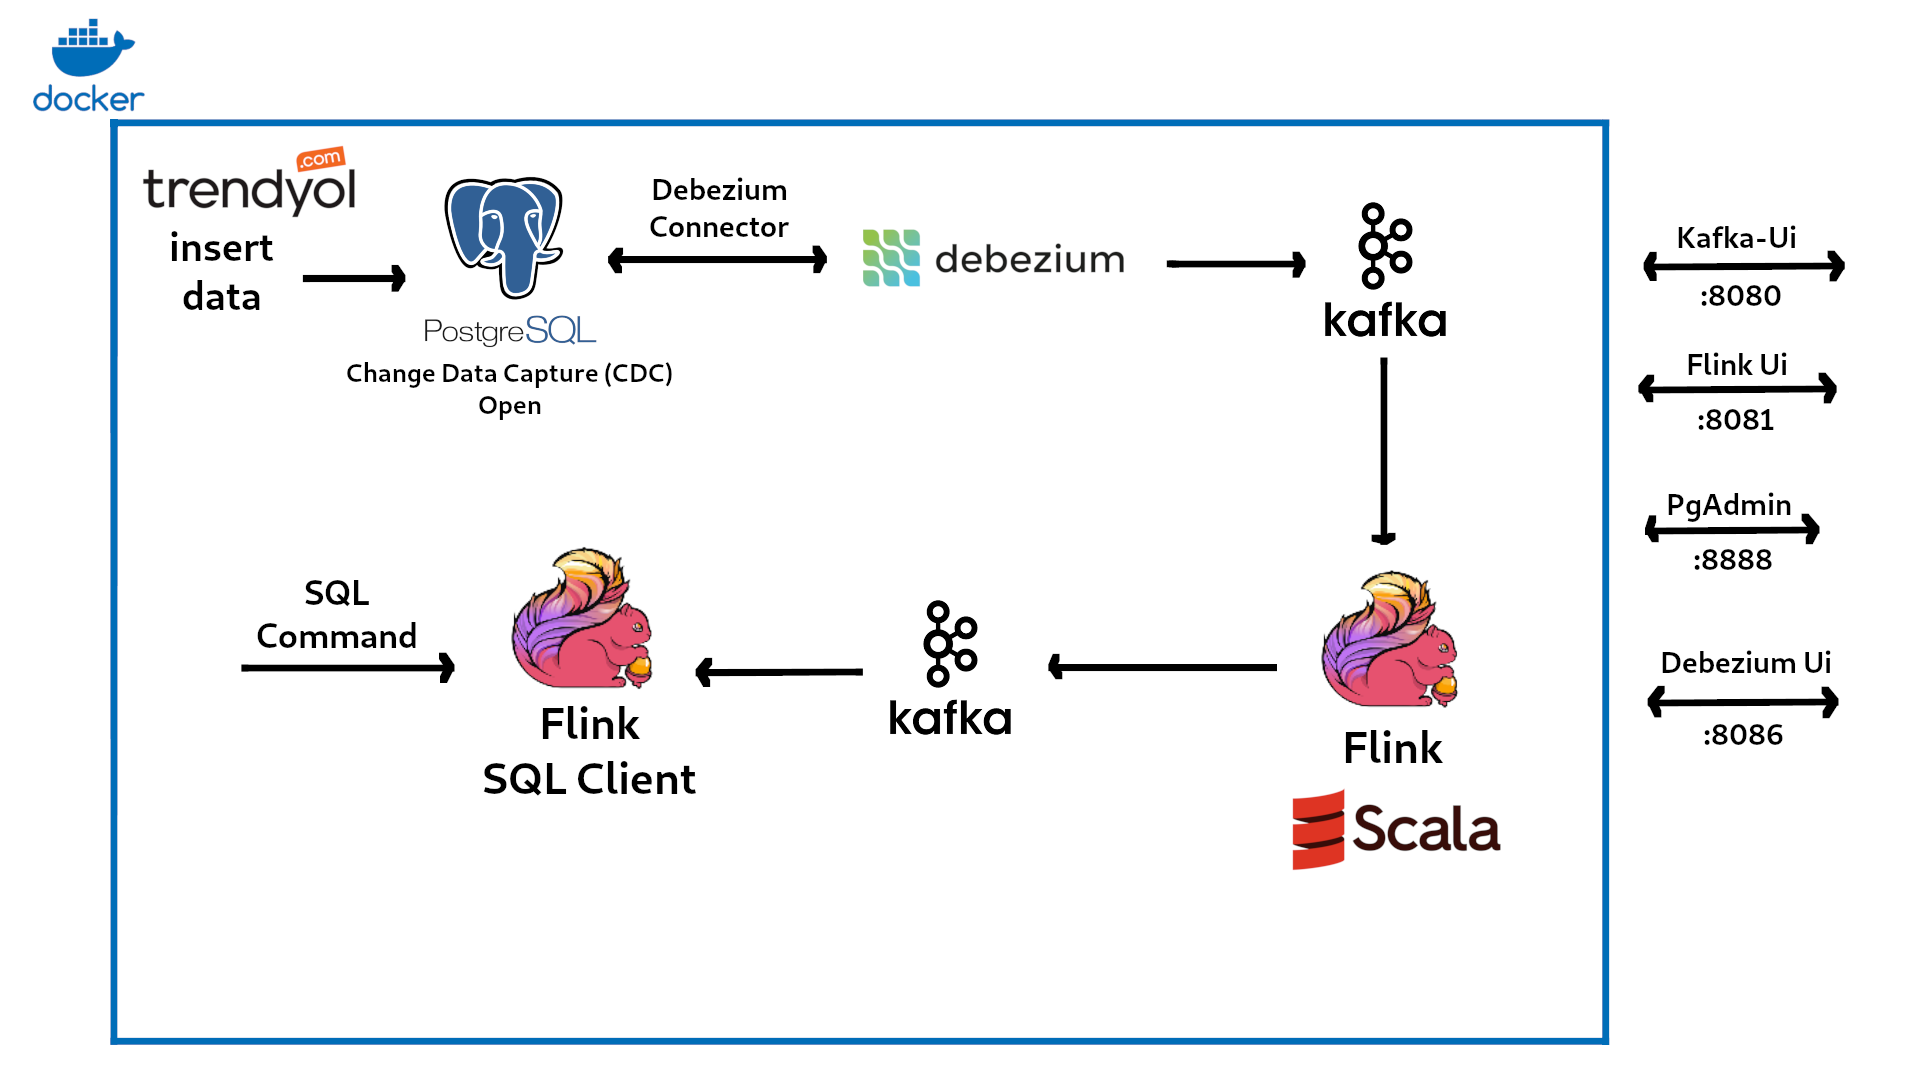 docker
trendyol
.com
insert
data
PostgreSQL
Change Data Capture (CDC)
Open
Debezium
Connector
debezium
kafka
Kafka-Ui
:8080
Flink Ui
:8081
PgAdmin
:8888
Debezium Ui
:8086
SQL
Command
Flink
SQL Client
kafka
Flink
Scala